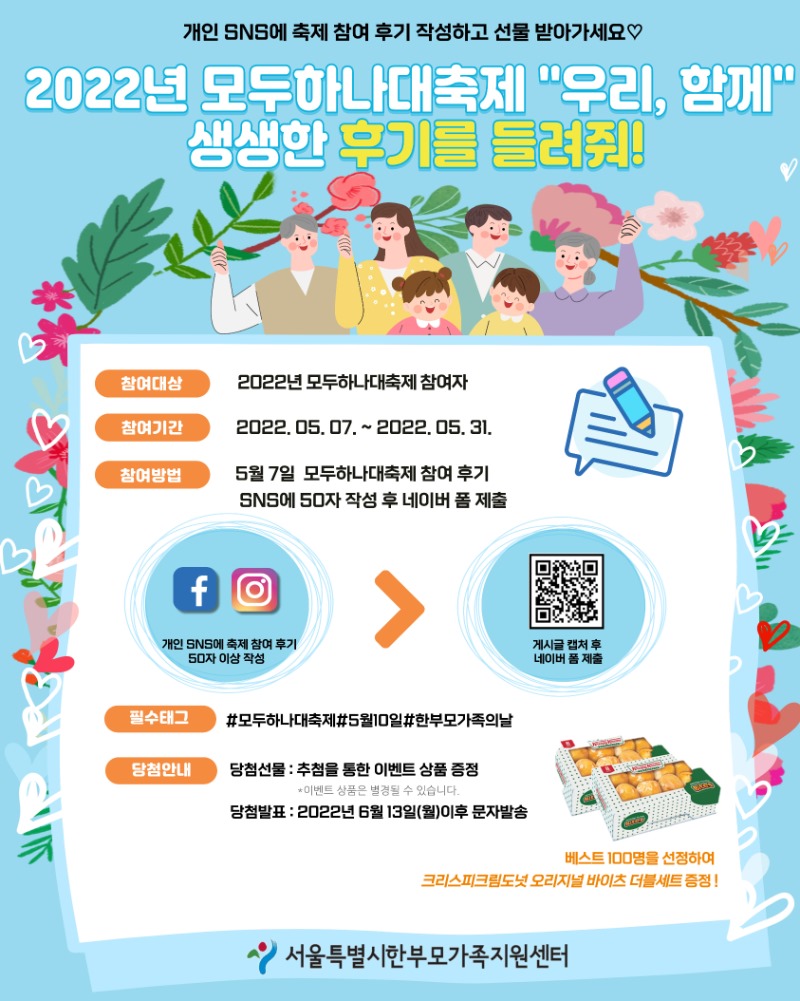 개인 SNS에 축제 참여 후기 작성하고 선물 받아가세요♡
2022년 모두하나대축제 "우리, 함께"
생생한 후기를 들려줘!
참여대상 2022년 모두하나대축제 참여자
참여기간 2022. 05. 07. ~ 2022. 05. 31.
참여방법 5월 7일 모두하나대축제 참여 후기
SNS에 50자 작성 후 네이버 폼 제출
개인 SNS에 축제 참여 후기
50자 이상 작성
게시글 캡처 후
네이버 폼 제출
필수태그 #모두하나대축제#5월10일#한부모가족의날
당첨안내 당첨선물 : 추첨을 통한 이벤트 상품 증정
*이벤트 상품은 별경될 수 있습니다.
당첨발표 : 2022년 6월 13일(월)이후 문자발송
베스트 100명을 선정하여
크리스피크림도넛 오리지널 바이츠 더블세트 증정 !
서울특별시한부모가족지원센터